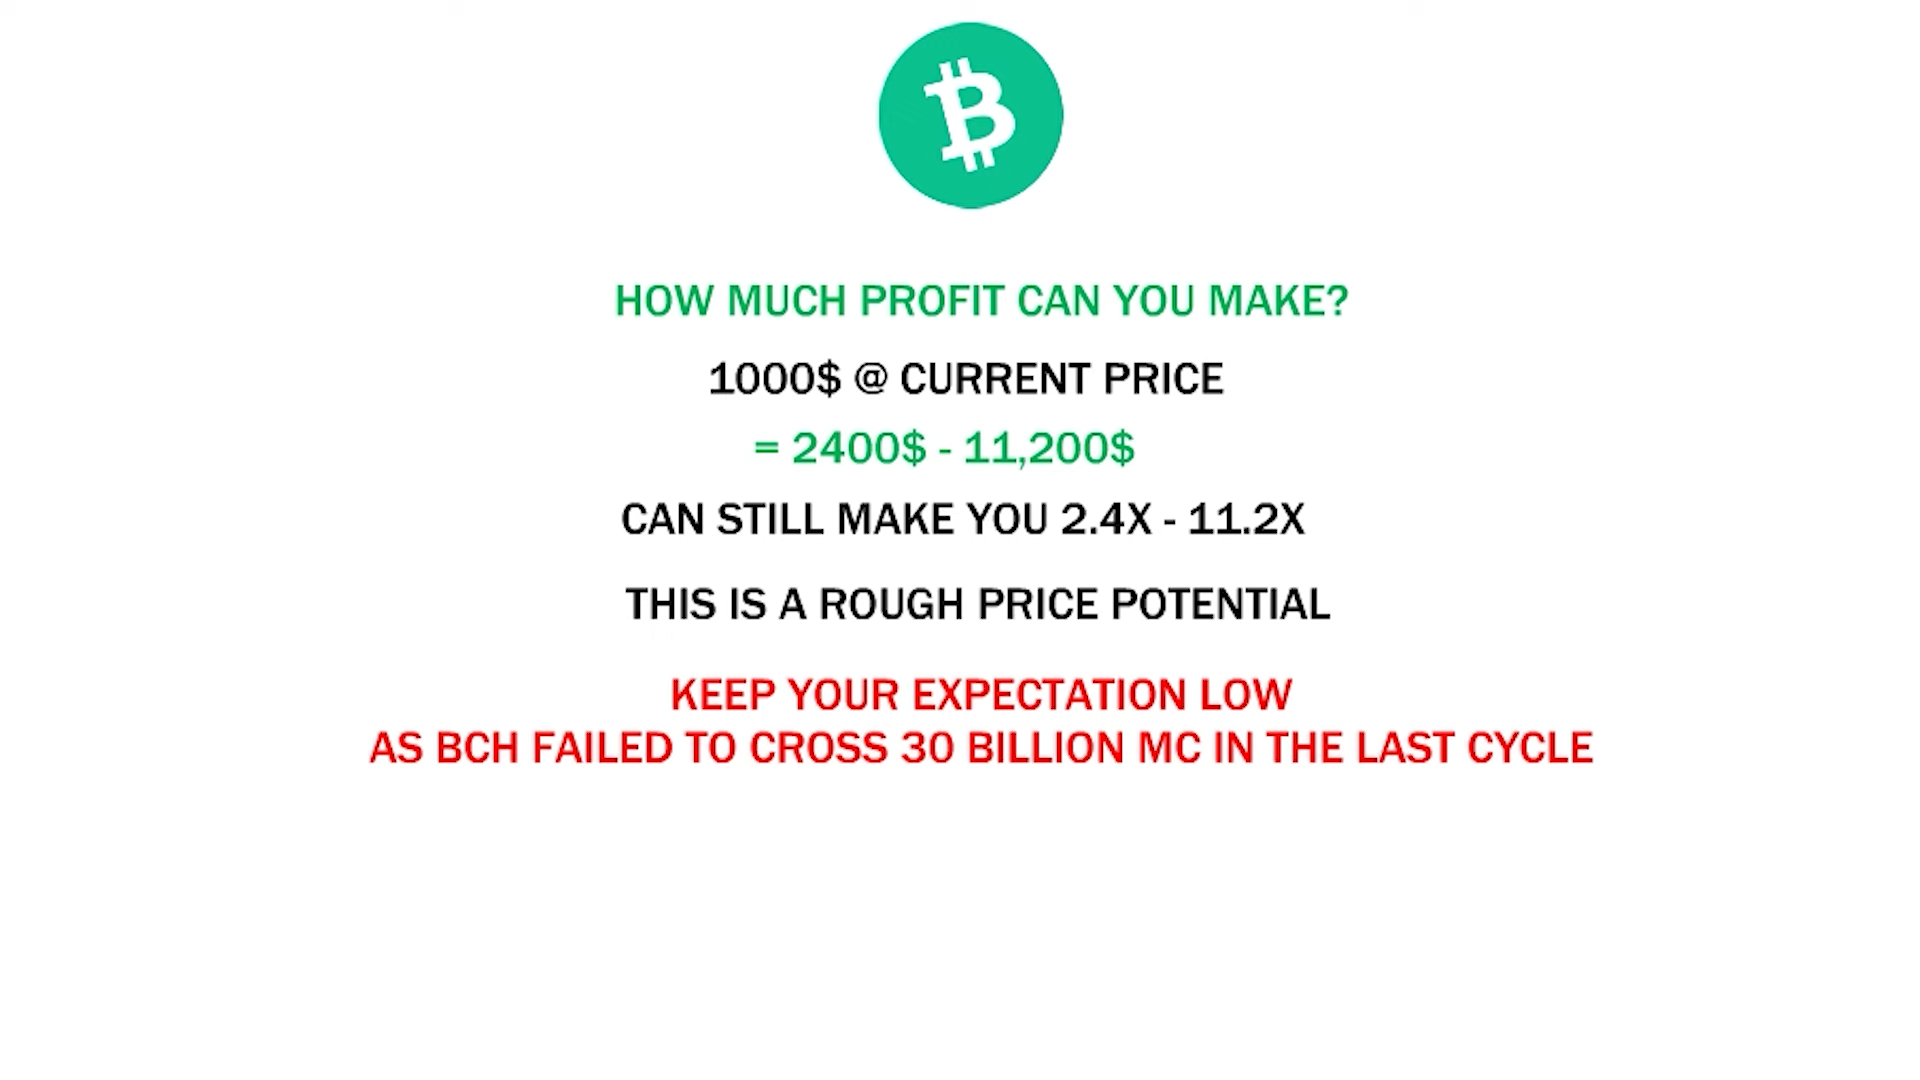 HOW MUCH PROFIT CAN YOU MAKE?
1000$ @ CURRENT PRICE
= 2400$ - 11,200$
CAN STILL MAKE YOU 2.4X - 11.2X
THIS IS A ROUGH PRICE POTENTIAL
KEEP YOUR EXPECTATION LOW
AS BCH FAILED TO CROSS 30 BILLION MC IN THE LAST CYCLE